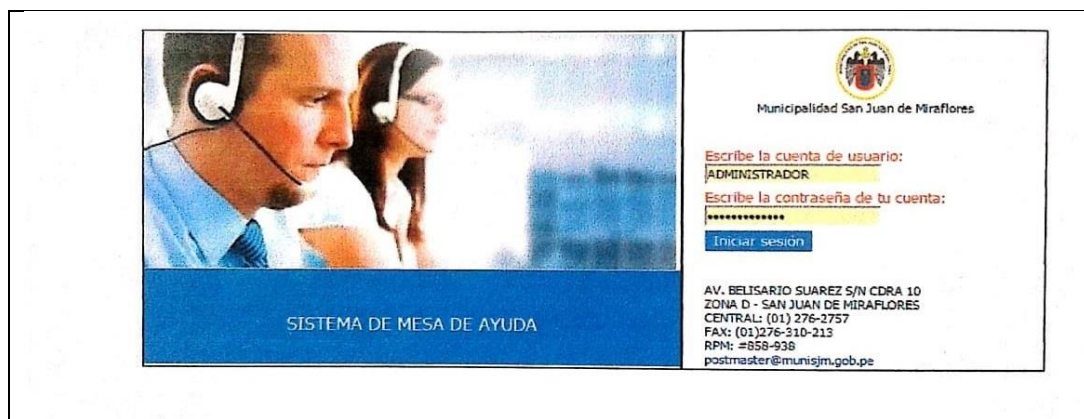 Municipalidad San Juan de Miraflores
Escribe la cuenta de usuario:
ADMINISTRADOR
Escribe la contraseña de tu cuenta:
•••••••••••••
Iniciar sesión
SISTEMA DE MESA DE AYUDA
AV. BELISARIO SUAREZ S/N CDRA 10
ZONA D - SAN JUAN DE MIRAFLORES
CENTRAL: (01) 276-2757
FAX: (01)276-310-213
RPM: #858-938
postmaster@munisjm.gob.pe